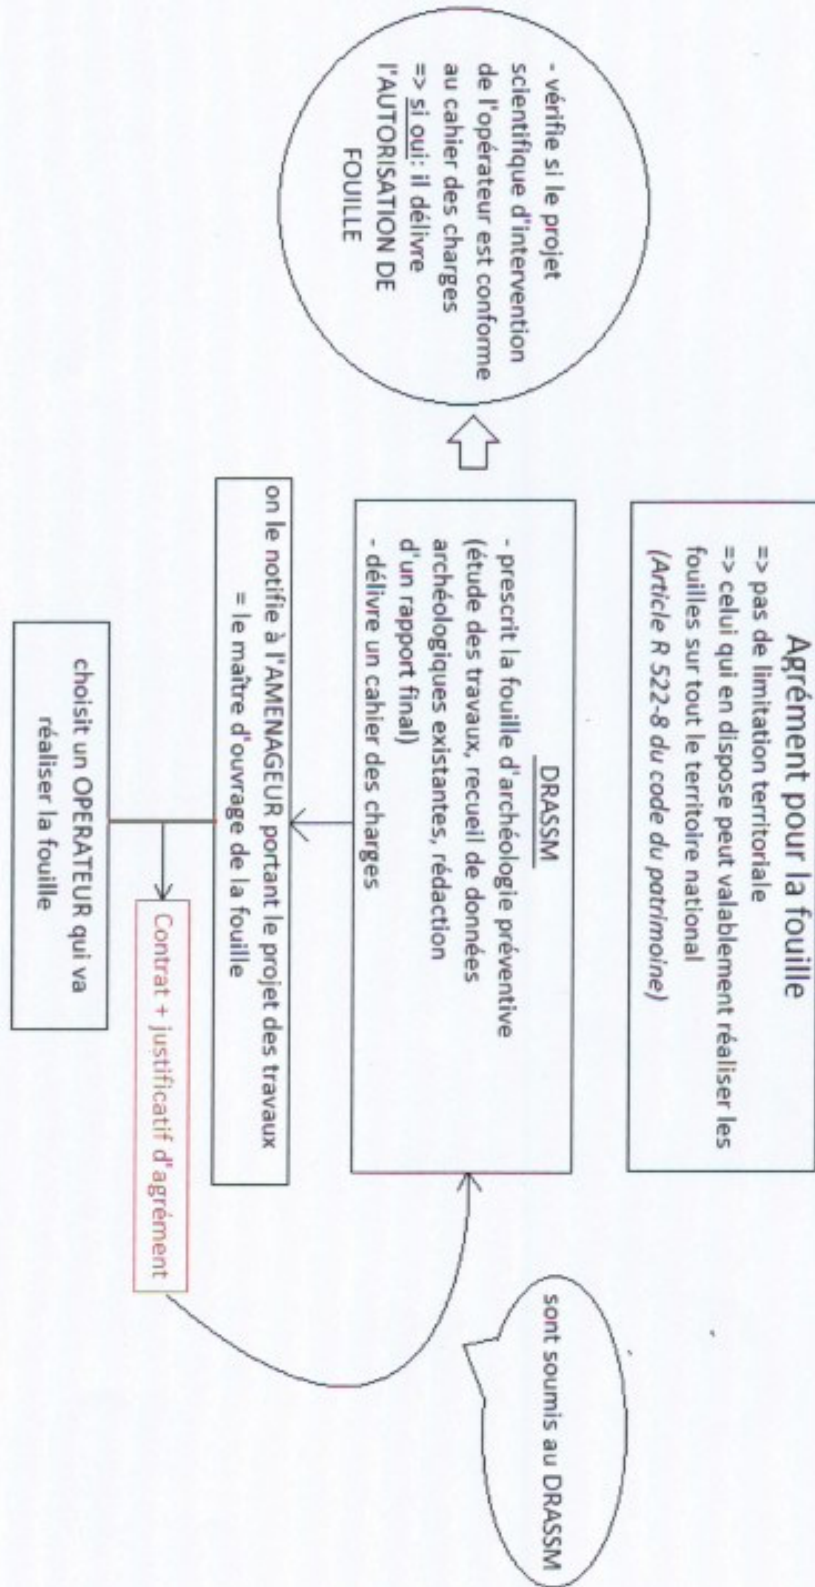 Agrément pour la fouille
=> pas de limitation territoriale
=> celui qui en dispose peut valablement réaliser les
fouilles sur tout le territoire national
(Article R 522-8 du code du patrimoine)
DRASSM
- prescrit la fouille d'archéologie préventive
(étude des travaux, recueil de données
archéologiques existantes, rédaction
d'un rapport final)
- délivre un cahier des charges
- vérifie si le projet
scientifique d'intervention
de l'opérateur est conforme
au cahier des charges
=> si oui: il délivre
l'AUTORISATION DE
FOUILLE
sont soumis au DRASSM
on le notifie à l'AMENAGEUR portant le projet des travaux
= le maître d'ouvrage de la fouille
Contrat + justificatif d'agrément
choisit un OPERATEUR qui va
réaliser la fouille